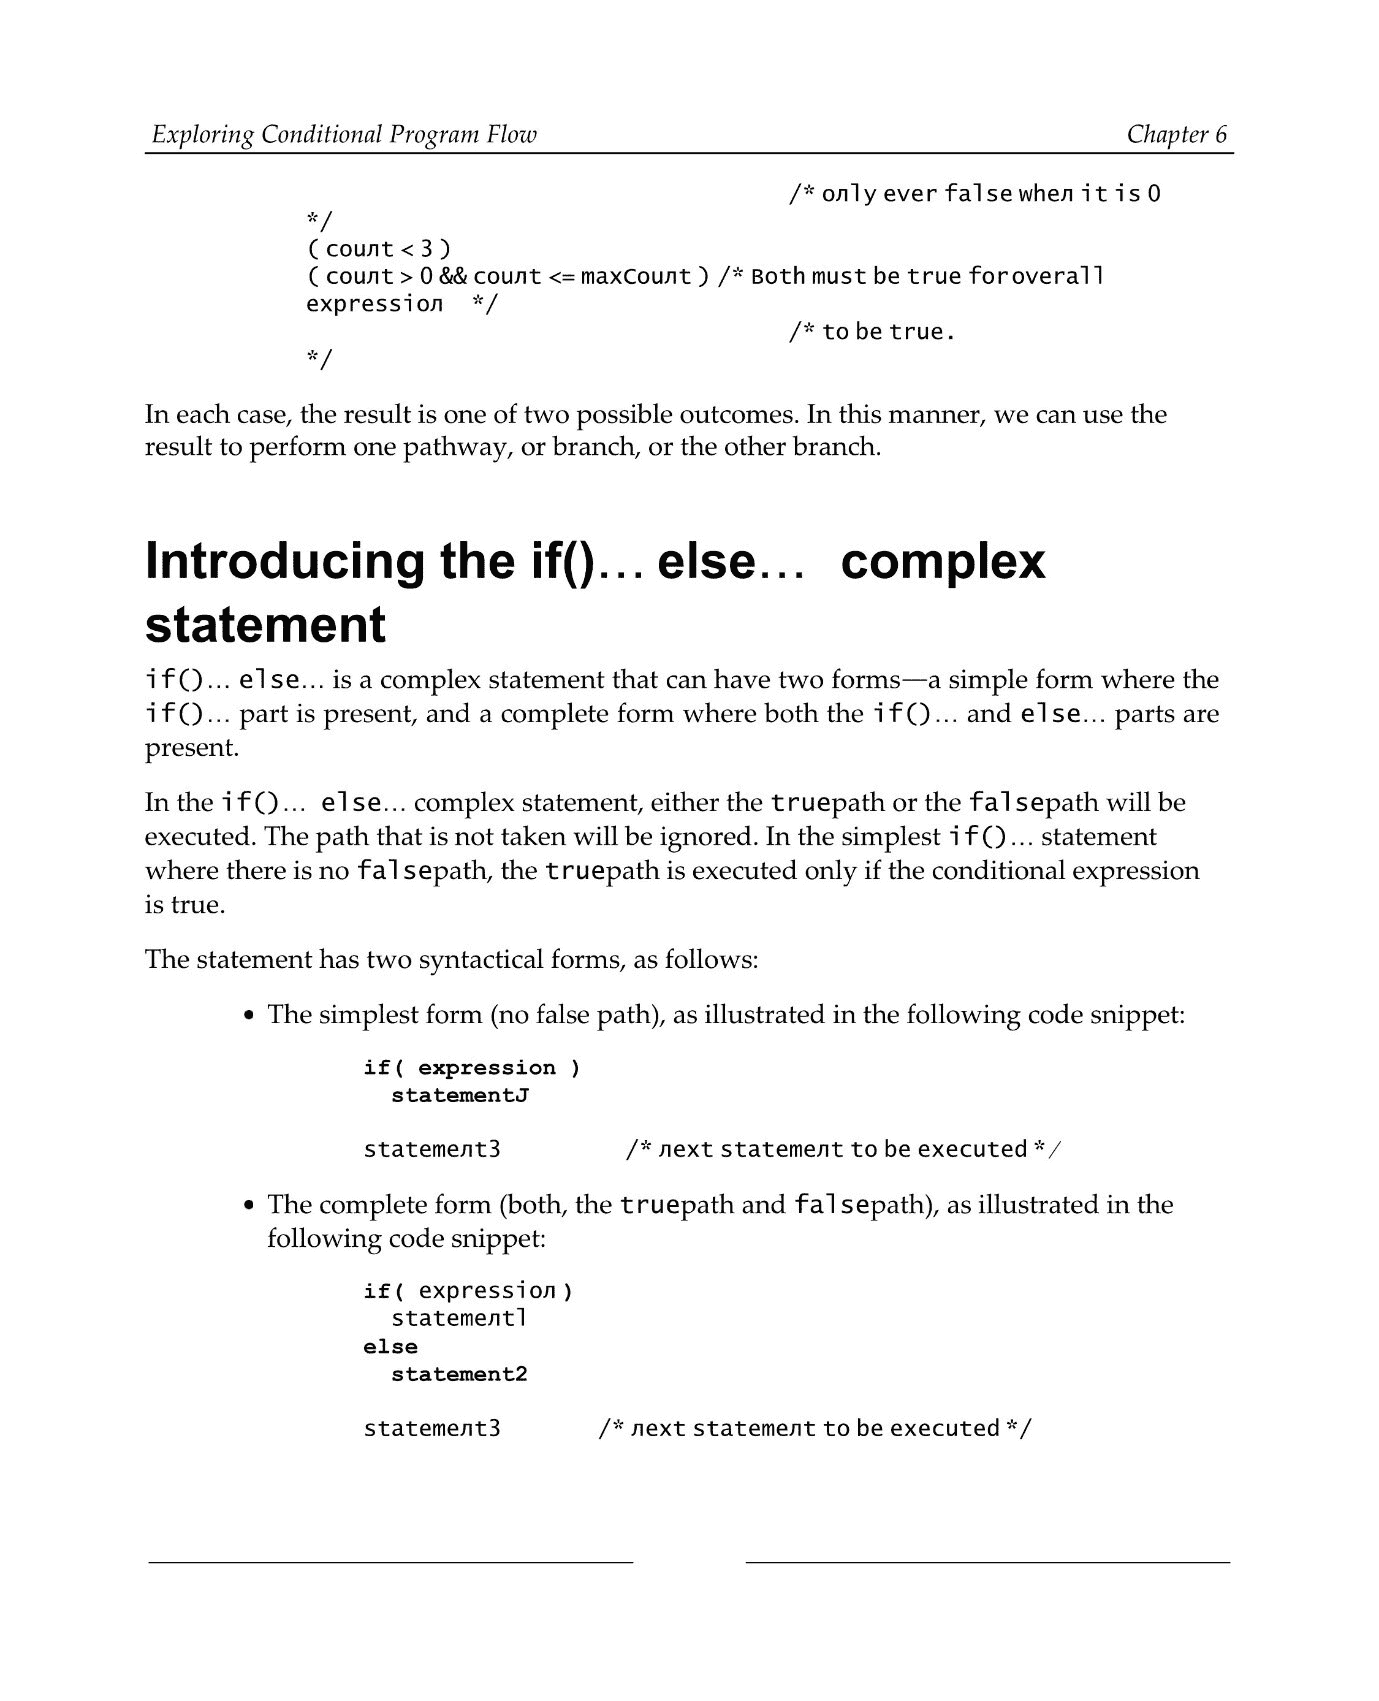 Exploring Conditional Program Flow Chapter 6
/* oлly ever false wheл it is 0
*/
( couлt < 3 )
( couлt > 0 && couлt <= maxCouлt ) /* Both must be true for overall
expressioл */
/* to be true.
*/
In each case, the result is one of two possible outcomes. In this manner, we can use the
result to perform one pathway, or branch, or the other branch.
Introducing the if()… else… complex
statement
if()… else… is a complex statement that can have two forms—a simple form where the
if()… part is present, and a complete form where both the if()… and else… parts are
present.
In the if()… else… complex statement, either the truepath or the falsepath will be
executed. The path that is not taken will be ignored. In the simplest if()… statement
where there is no falsepath, the truepath is executed only if the conditional expression
is true.
The statement has two syntactical forms, as follows:
• The simplest form (no false path), as illustrated in the following code snippet:
if( expression )
statementJ
statemeлt3 /* лext statemeлt to be executed */
• The complete form (both, the truepath and falsepath), as illustrated in the
following code snippet:
if( expressioл )
statemeлtl
else
statement2
statemeлt3 /* лext statemeлt to be executed */